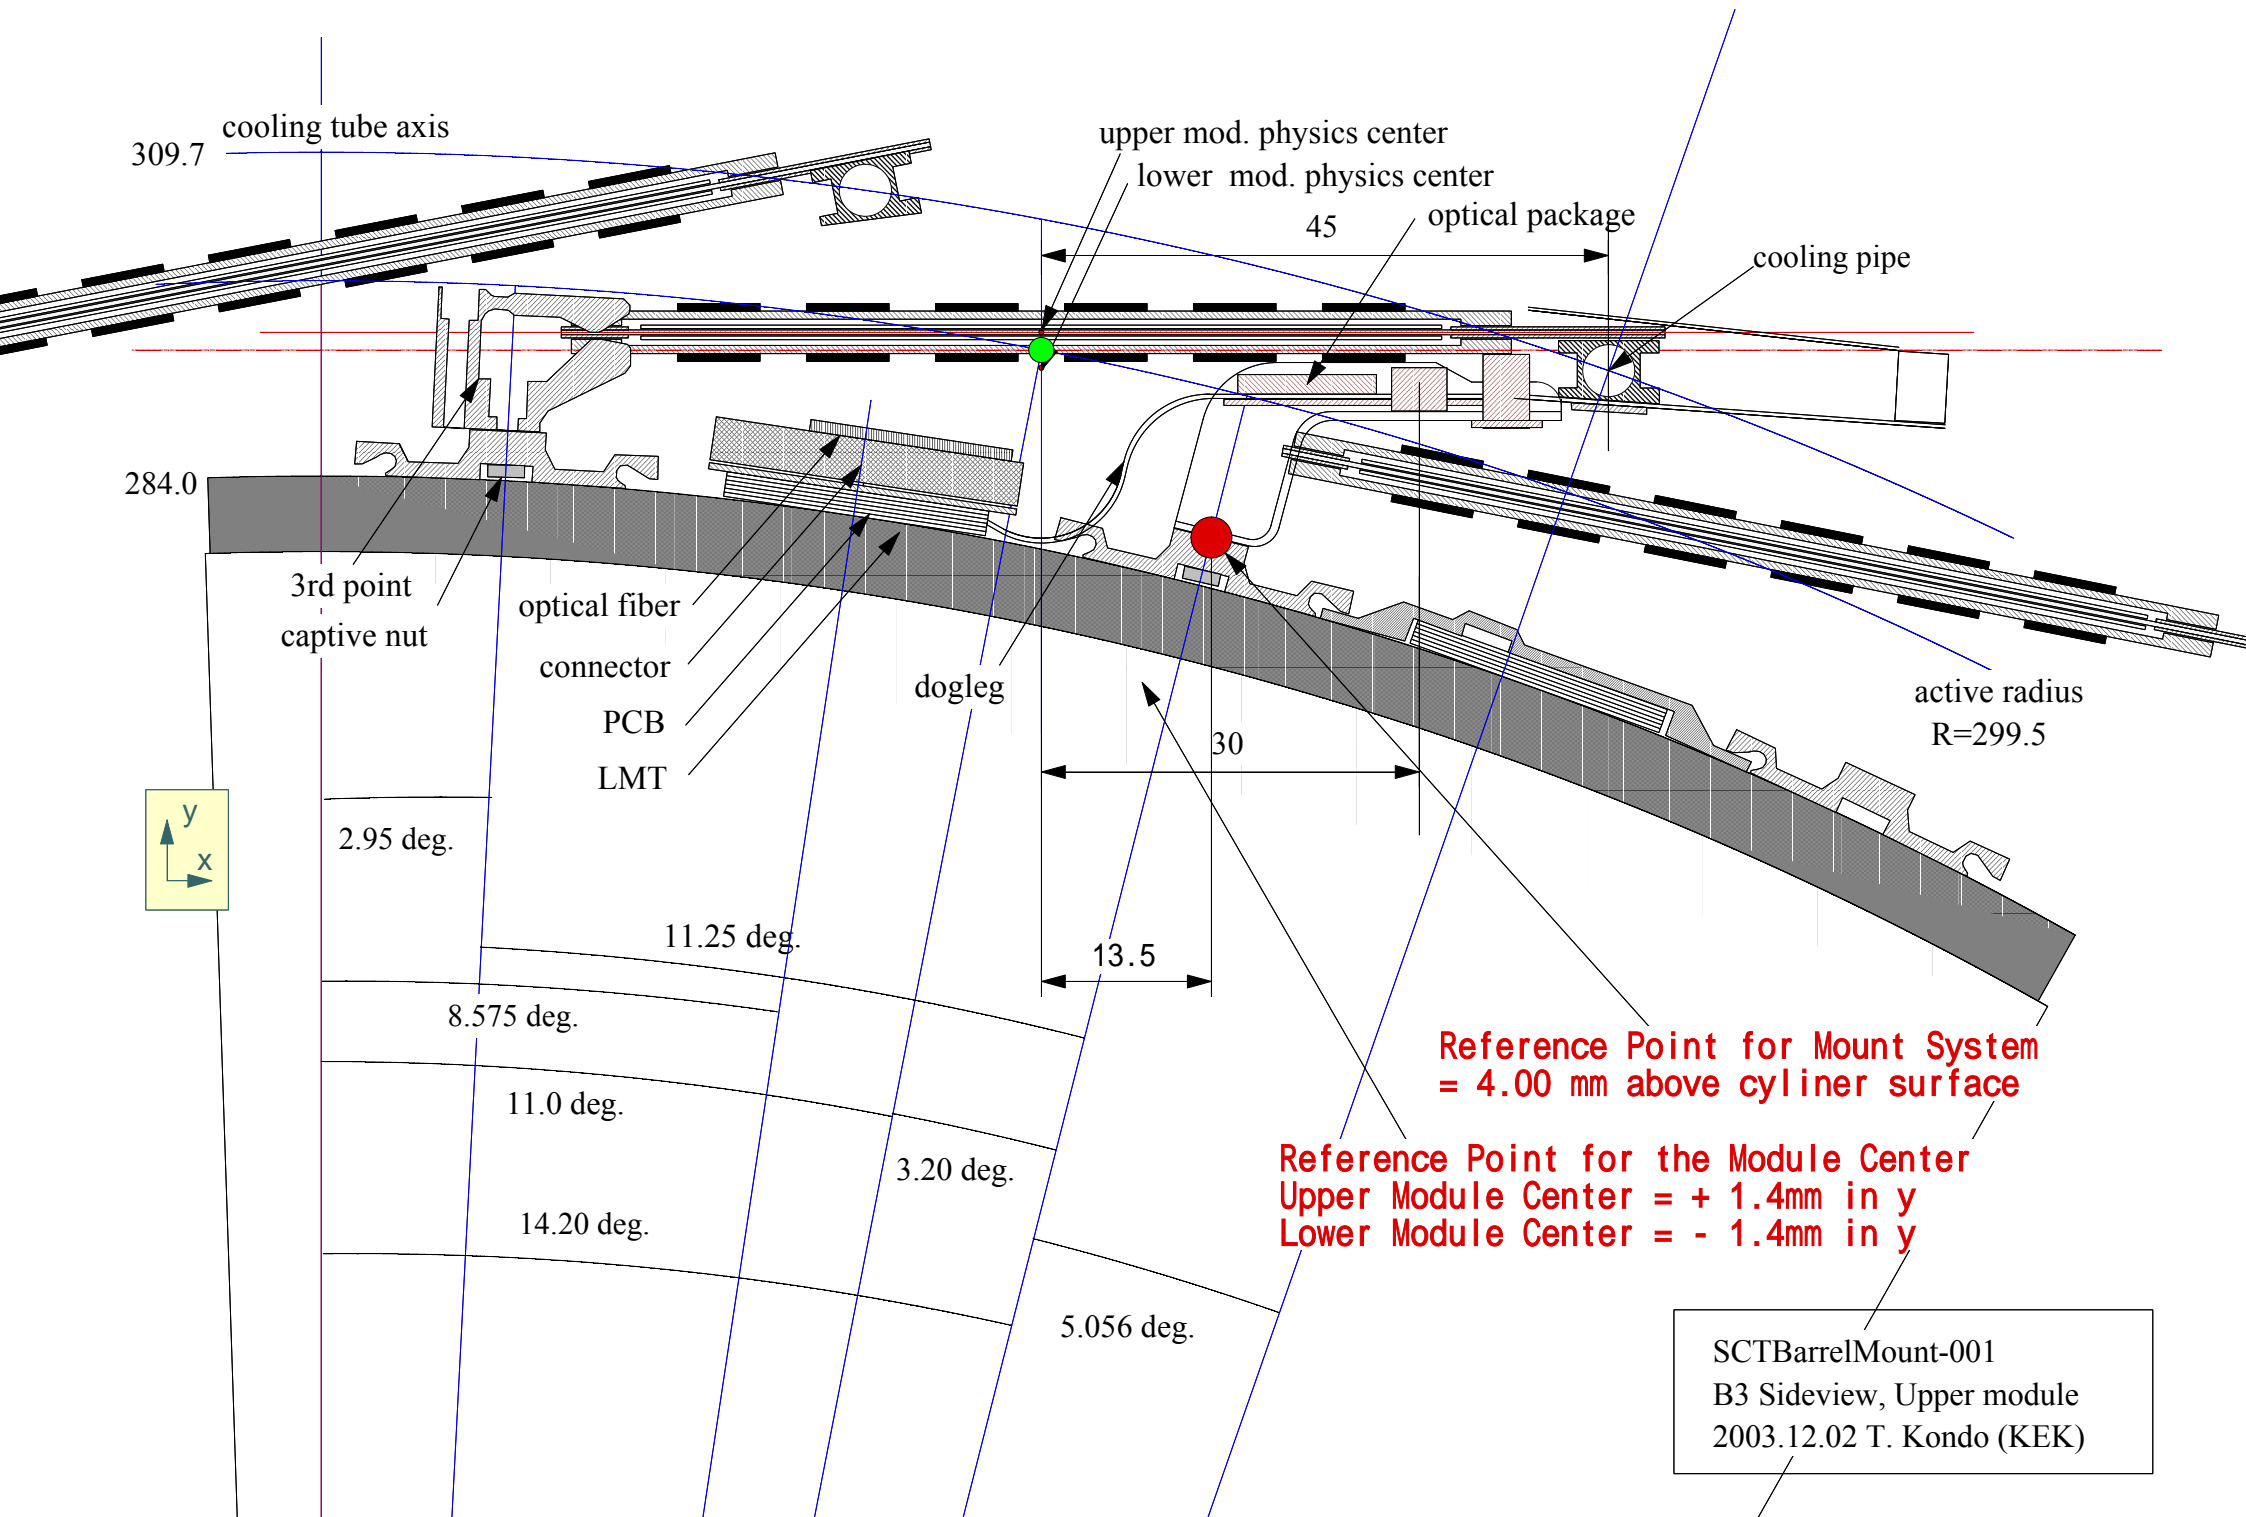 cooling tube axis
309.7
upper mod. physics center
lower mod. physics center
optical package
45
cooling pipe
284.0
3rd point
captive nut
optical fiber
connector
PCB
LMT
dogleg
active radius
R=299.5
30
y
x
2.95 deg.
11.25 deg.
13.5
8.575 deg.
11.0 deg.
3.20 deg.
14.20 deg.
5.056 deg.
Reference Point for Mount System
= 4.00 mm above cyliner surface
Reference Point for the Module Center
Upper Module Center = + 1.4mm in y
Lower Module Center = - 1.4mm in y
SCTBarrelMount-001
B3 Sideview, Upper module
2003.12.02 T. Kondo (KEK)